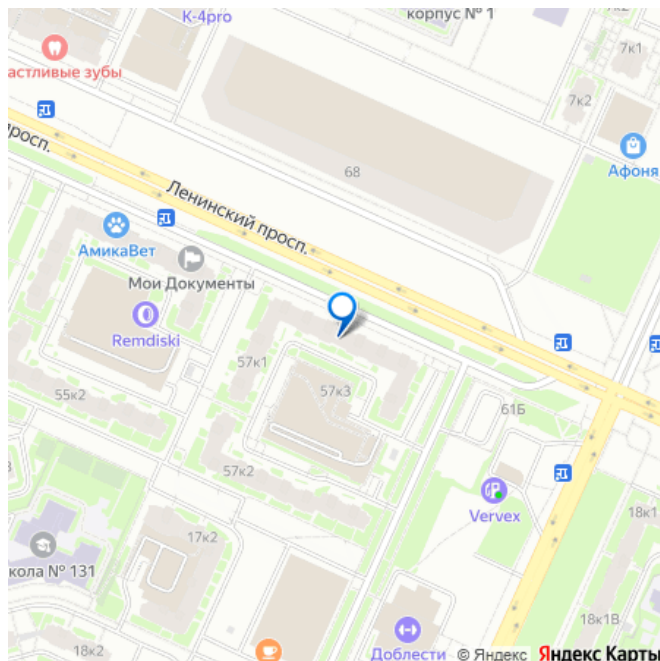 корпус № 1
К-4pro
7к1
астливые зубы
7к2
Афоня
просп.
68
Ленинский просп.
АмикаВет
Мои Документы
Remdiski
57к1
57к3
55к2
61Б
57к2
Vervex
18к1
17к2
кола № 131
18к1В
18к2
Доблести
© Яндекс Яндекс Карты